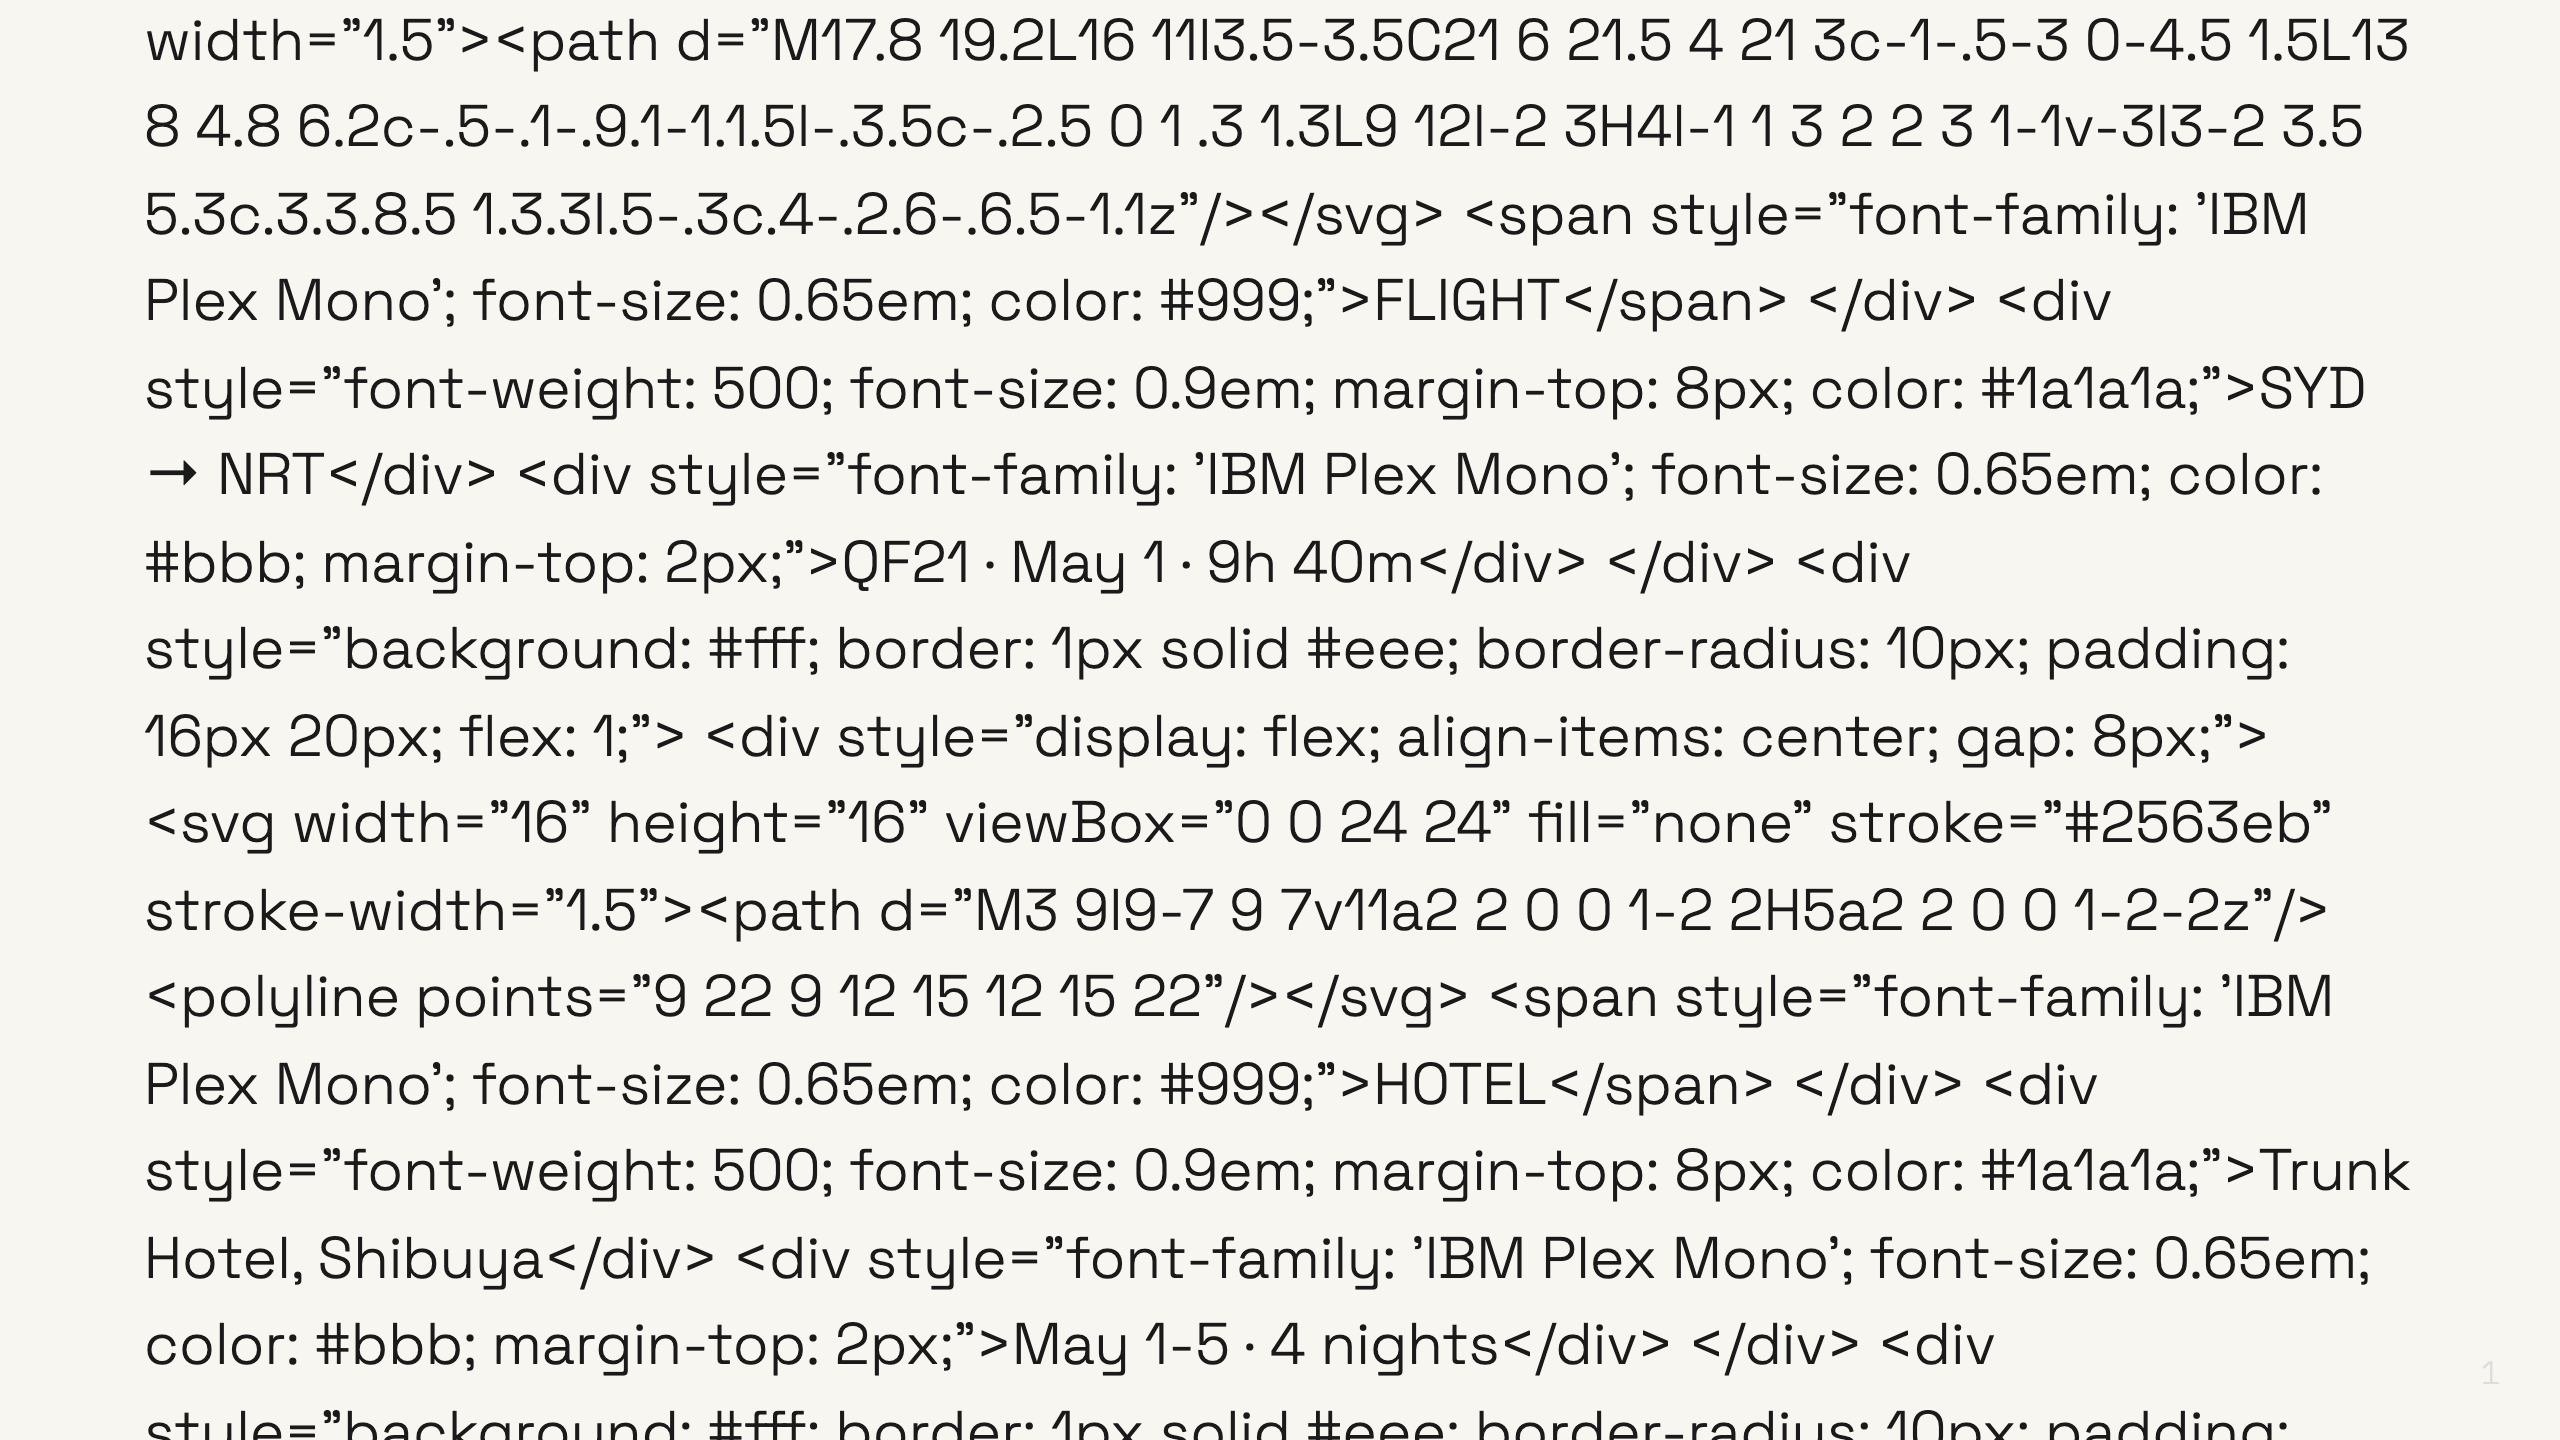 width=”1.5”><path d=”M17.8 19.2L16 11l3.5-3.5C21 6 21.5 4 21 3c-1-.5-3 0-4.5 1.5L13
8 4.8 6.2c-.5-.1-.9.1-1.1.5l-.3.5c-.2.5 0 1 .3 1.3L9 12l-2 3H4l-1 1 3 2 2 3 1-1v-3l3-2 3.5
5.3c.3.3.8.5 1.3.3l.5-.3c.4-.2.6-.6.5-1.1z”/></svg> <span style=”font-family: ’IBM
Plex Mono’; font-size: 0.65em; color: #999;”>FLIGHT</span> </div> <div
style=”font-weight: 500; font-size: 0.9em; margin-top: 8px; color: #1a1a1a;”>SYD
→ NRT</div> <div style=”font-family: ’IBM Plex Mono’; font-size: 0.65em; color:
#bbb; margin-top: 2px;”>QF21 · May 1 · 9h 40m</div> </div> <div
style=”background: #fff; border: 1px solid #eee; border-radius: 10px; padding:
16px 20px; flex: 1;”> <div style=”display: flex; align-items: center; gap: 8px;”>
<svg width=”16” height=”16” viewBox=”0 0 24 24” fill=”none” stroke=”#2563eb”
stroke-width=”1.5”><path d=”M3 9l9-7 9 7v11a2 2 0 0 1-2 2H5a2 2 0 0 1-2-2z”/>
<polyline points=”9 22 9 12 15 12 15 22”/></svg> <span style=”font-family: ’IBM
Plex Mono’; font-size: 0.65em; color: #999;”>HOTEL</span> </div> <div
style=”font-weight: 500; font-size: 0.9em; margin-top: 8px; color: #1a1a1a;”>Trunk
Hotel, Shibuya</div> <div style=”font-family: ’IBM Plex Mono’; font-size: 0.65em;
color: #bbb; margin-top: 2px;”>May 1-5 · 4 nights</div> </div> <div
style=”background: #fff; border: 1px solid #eee; border-radius: 10px; padding:
1